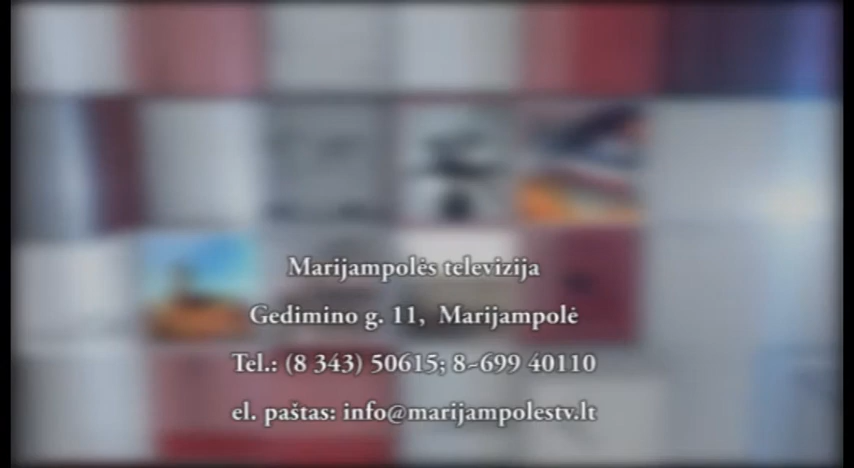 Marijampolės televizija
Gedimino g. 11, Marijampolė
Tel.: (8 343) 50615; 8-699 40110
el. paštas: info@marijampolestv.lt